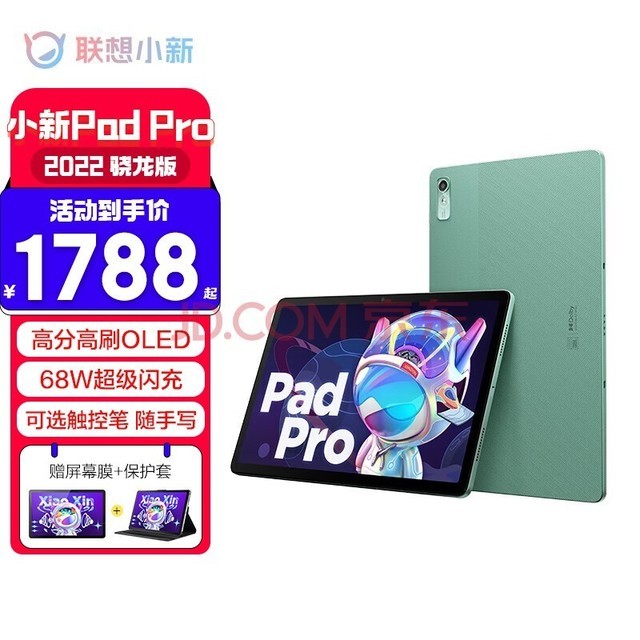 联想小新
小新Pad Pro
2022 骁龙版
活动到手价
¥1788起
JD.COM 京东
高分高刷OLED
68W超级闪充
可选触控笔 随手写
赠屏幕膜+保护套
Xiao Xin
+
Xiao Xin
Pad
Pro
Lenovo
Dolby